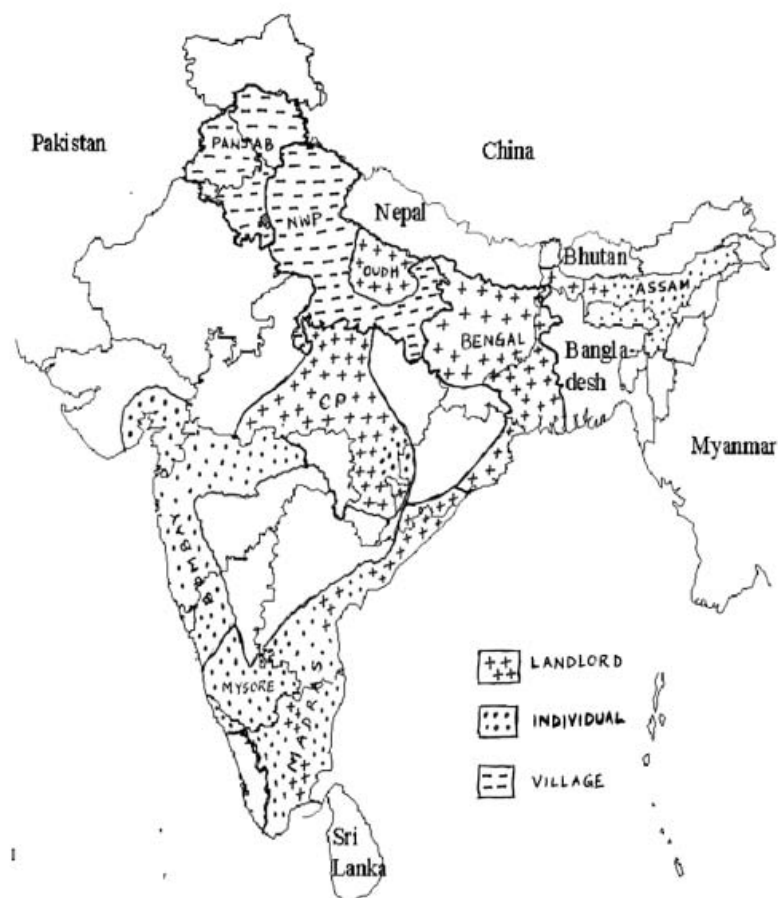 Pakistan
China
PANJAB
NWP
Nepal
OUDH
Bhutan
ASSAM
BENGAL
Bangla-
desh
CP
Myanmar
BOMBAY
MYSORE
MADRAS
LANDLORD
INDIVIDUAL
VILLAGE
Sri
Lanka